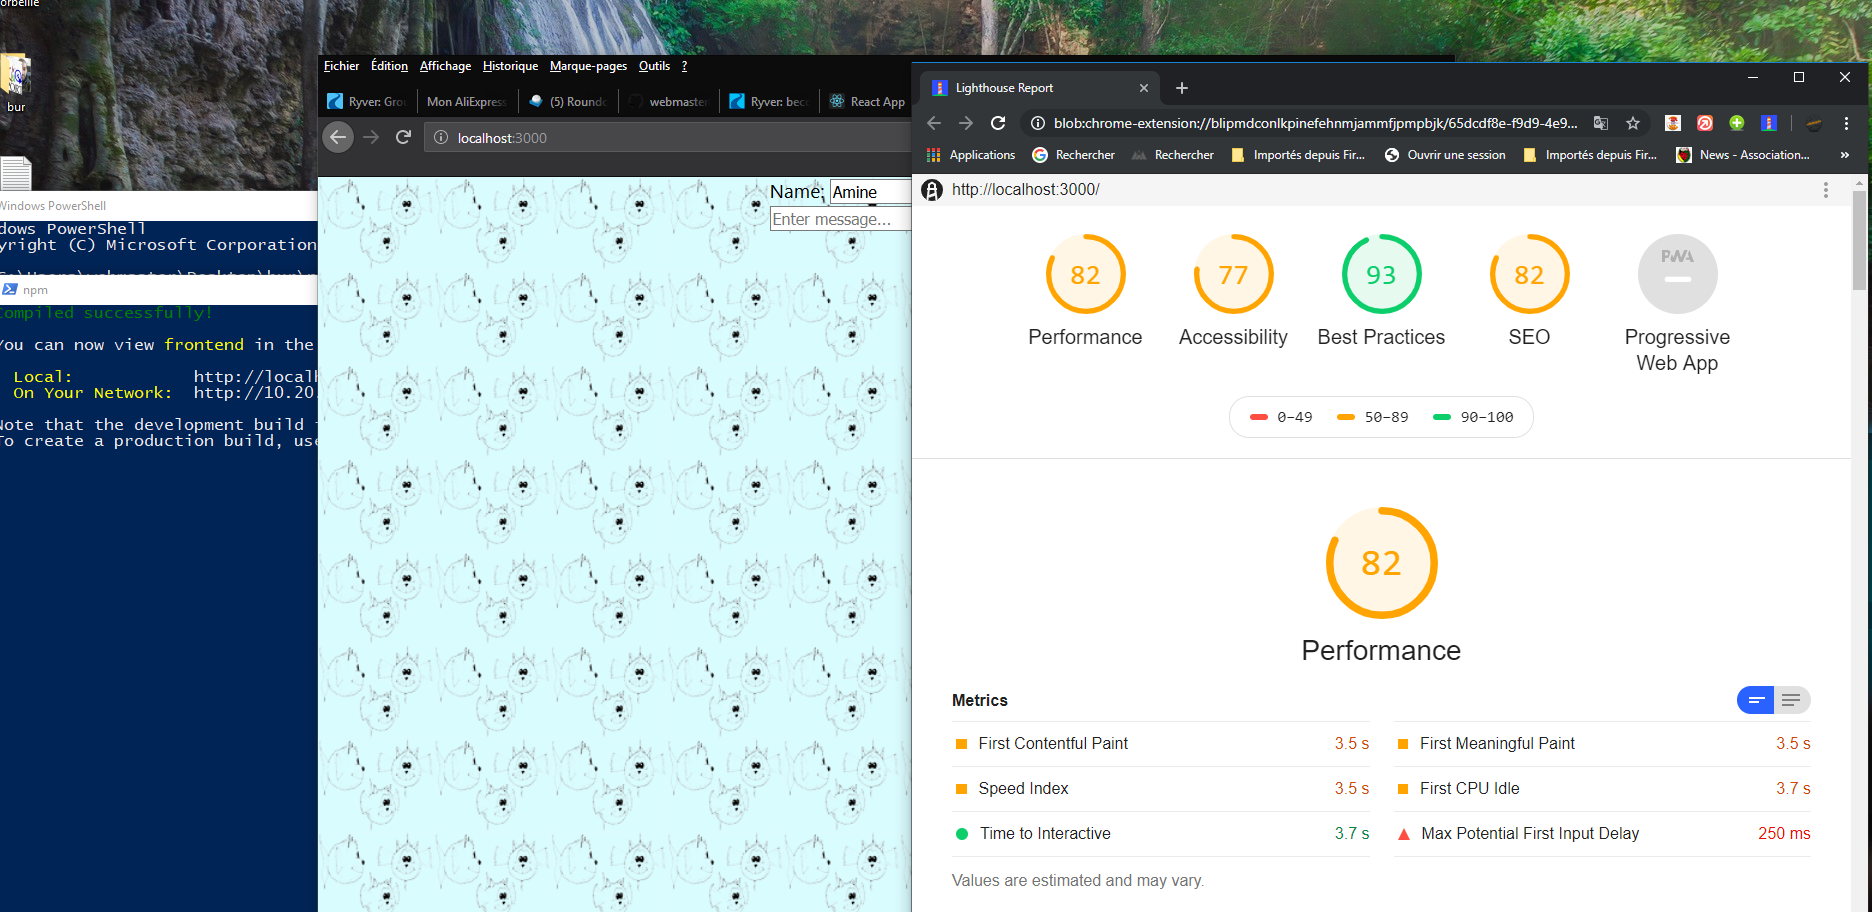 orbeille
bur
Windows PowerShell
dows PowerShell
yright (C) Microsoft Corporation
npm
Compiled successfully!
You can now view frontend in the
Local: http://localh
On Your Network: http://10.20.
Note that the development build
To create a production build, use
Fichier Édition Affichage Historique Marque-pages Outils ?
Ryver: Gro
Mon AliExpress
(5) Roundc
webmaster
Ryver: bec
React App
localhost:3000
Name: Amine
Enter message...
Lighthouse Report
blob:chrome-extension://blipmdconlkpinefehnmjammfjpmpbjk/65dcdf8e-f9d9-4e9...
Applications
Rechercher
Rechercher
Importés depuis Fir...
Ouvrir une session
Importés depuis Fir...
News - Association...
»
http://localhost:3000/
82 77 93 82 PWA
Performance Accessibility Best Practices SEO Progressive Web App
0–49 50–89 90–100
82
Performance
Metrics
First Contentful Paint 3.5 s
First Meaningful Paint 3.5 s
Speed Index 3.5 s
First CPU Idle 3.7 s
Time to Interactive 3.7 s
Max Potential First Input Delay 250 ms
Values are estimated and may vary.